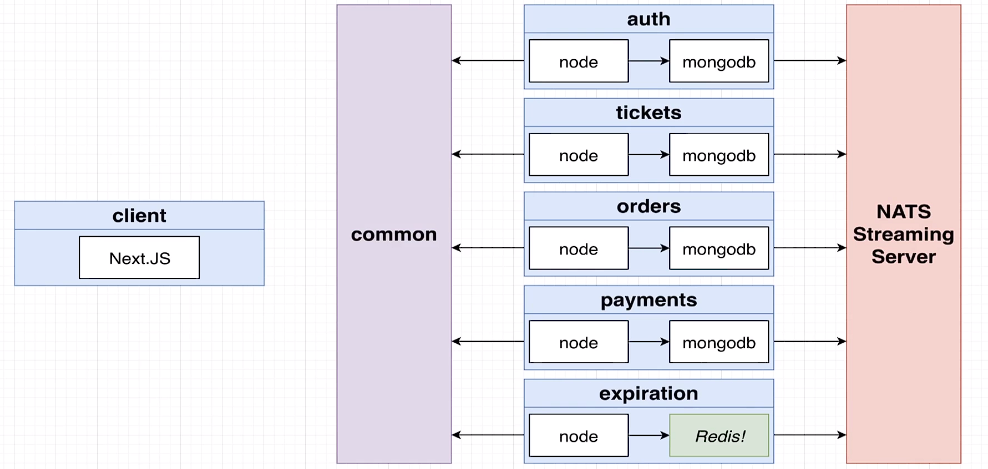 client
Next.JS
common
auth
node
mongodb
tickets
node
mongodb
orders
node
mongodb
payments
node
mongodb
expiration
node
Redis!
NATS
Streaming
Server